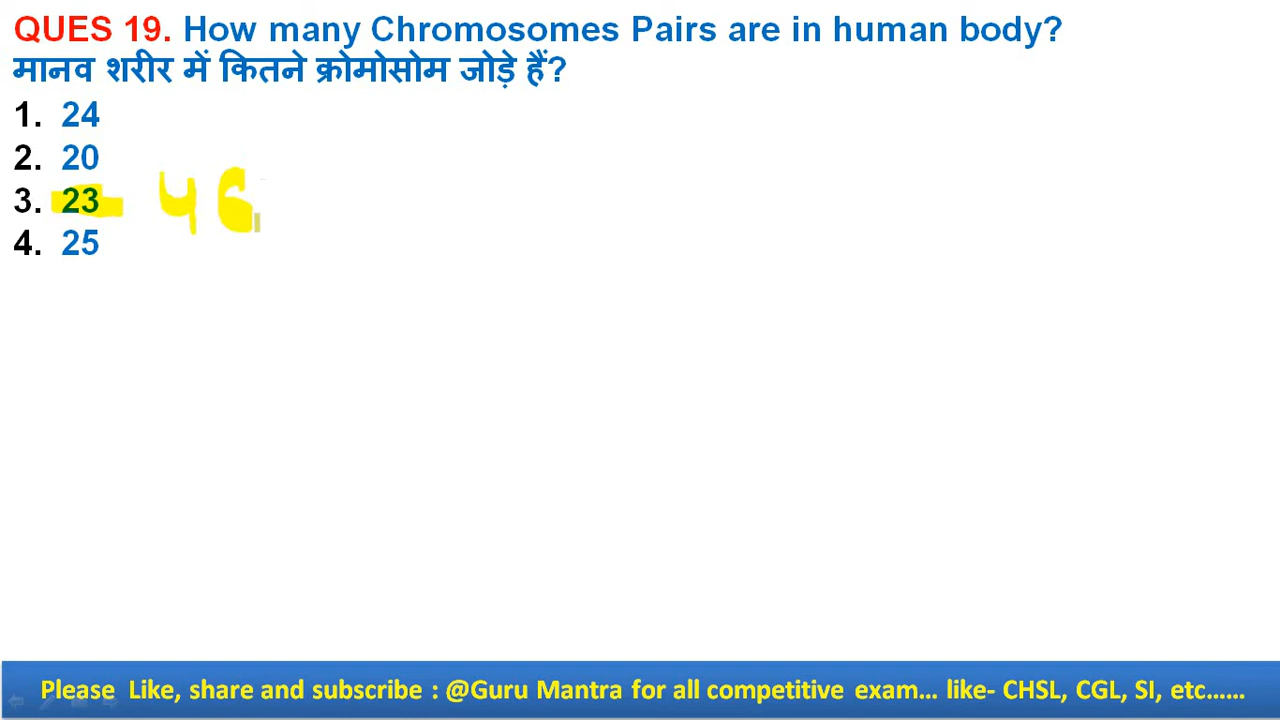 QUES 19. How many Chromosomes Pairs are in human body?
मानव शरीर में कितने क्रोमोसोम जोड़े हैं?
1. 24
2. 20
3. 23 46
4. 25
Please Like, share and subscribe : @Guru Mantra for all competitive exam... like- CHSL, CGL, SI, etc......